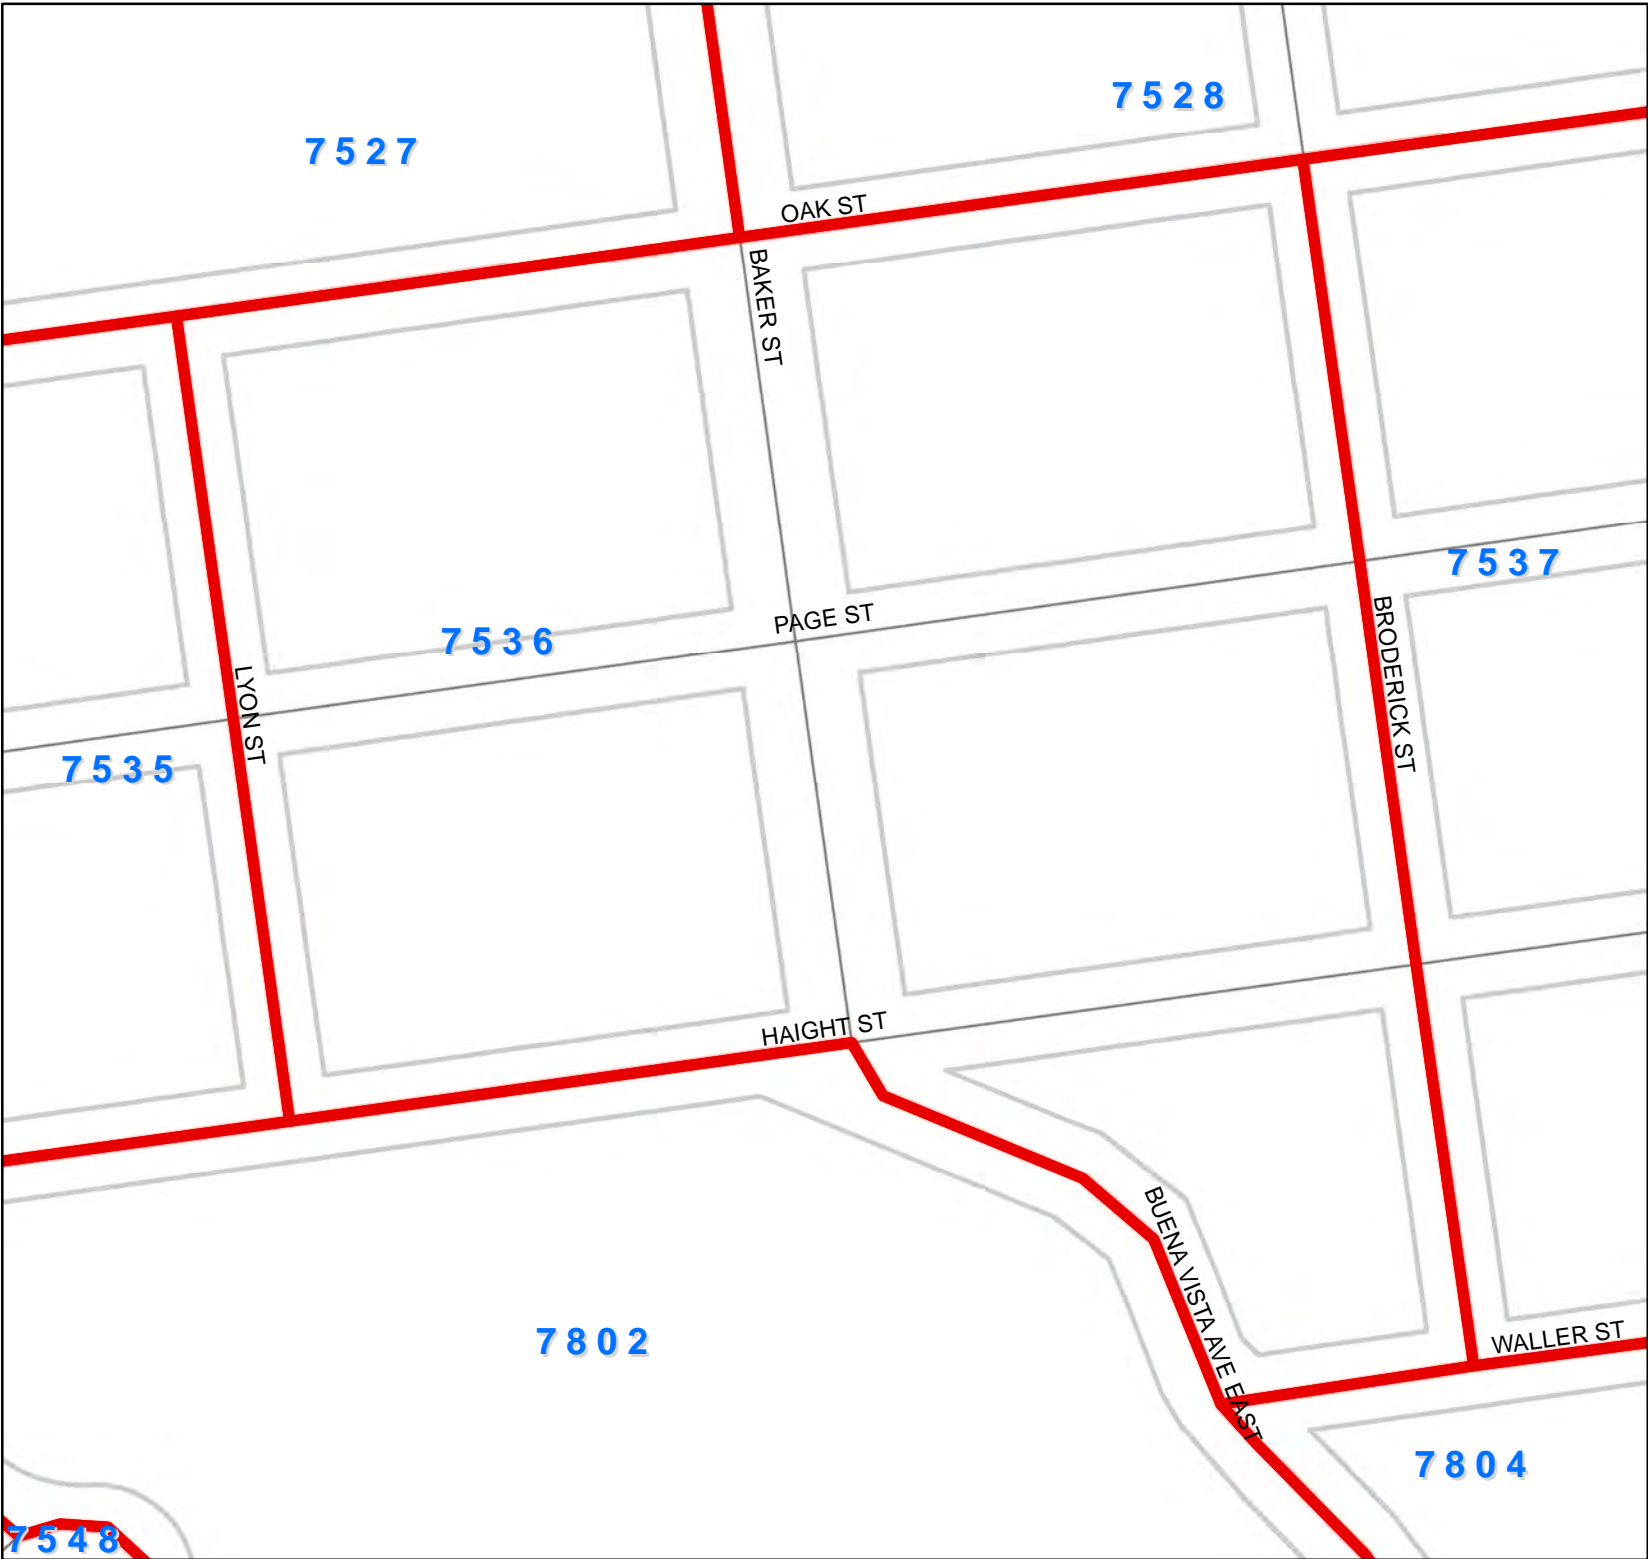 7528
7527
OAK ST
BAKER ST
7537
PAGE ST
7536
BRODERICK ST
LYON ST
7535
HAIGHT ST
BUENA VISTA AVE EAST
WALLER ST
7802
7804
7548